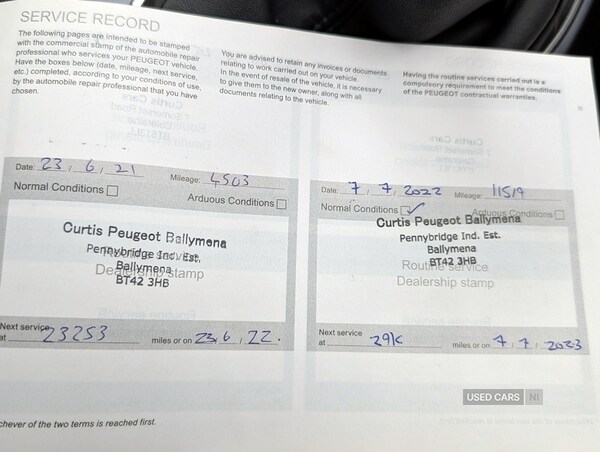 SERVICE RECORD
The following pages are intended to be stamped
with the commercial stamp of the automobile repair
professional who services your PEUGEOT vehicle.
Have the boxes below (date, mileage, next service,
etc.) completed, according to your conditions of use,
by the automobile repair professional that you have
chosen.
You are advised to retain any invoices or documents
relating to work carried out on your vehicle.
In the event of resale of the vehicle, it is necessary
to give them to the new owner, along with all
documents relating to the vehicle.
Having the routine services carried out is a
compulsory requirement to meet the conditions
of the PEUGEOT contractual warranties.
Date: 23, 6, 21 Mileage: 4503
Normal Conditions Arduous Conditions
Curtis Peugeot Ballymena
Pennybridge Ind. Est.
Routine service
Ballymena
Dealership stamp
BT42 3HB
Next service
at 23253 miles or on 23, 6, 22.
Date: 7, 7, 2022 Mileage: 11519
Normal Conditions Arduous Conditions
Curtis Peugeot Ballymena
Pennybridge Ind. Est.
Ballymena
BT42 3HB
Routine service
Dealership stamp
Next service
at 29K miles or on 7, 7, 2023
USED CARS NI
chever of the two terms is reached first.